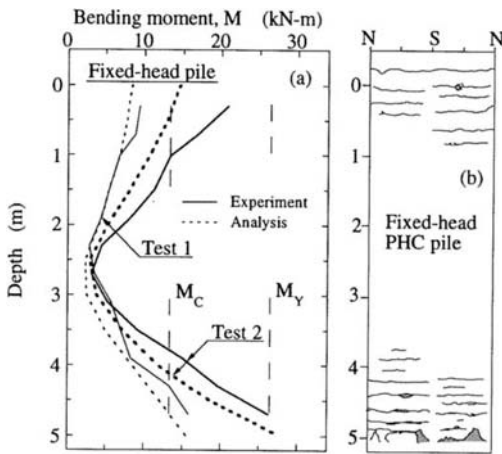 Bending moment, M (kN-m)
0 10 20 30
Fixed-head pile
(a)
0
1
2
3
4
5
Depth (m)
Experiment
Analysis
Test 1
M_C
M_Y
Test 2
N S N
0
1
2
3
4
5
(b)
Fixed-head
PHC pile